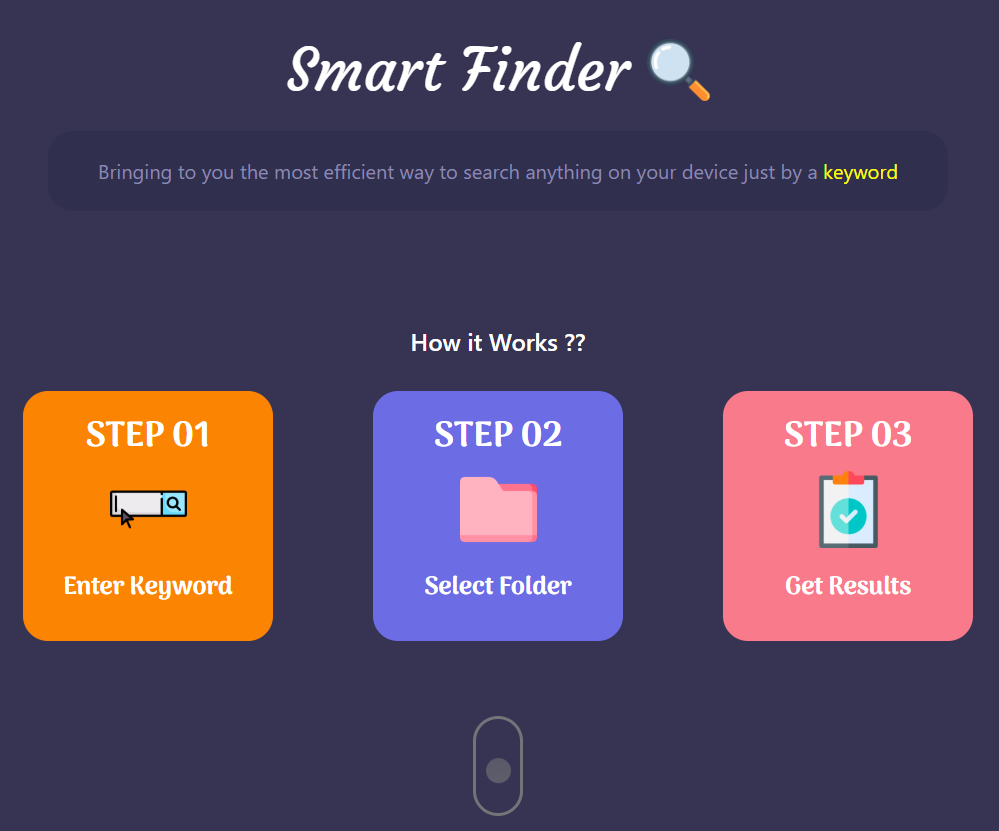 Smart Finder
Bringing to you the most efficient way to search anything on your device just by a keyword
How it Works ??
STEP 01
Enter Keyword
STEP 02
Select Folder
STEP 03
Get Results